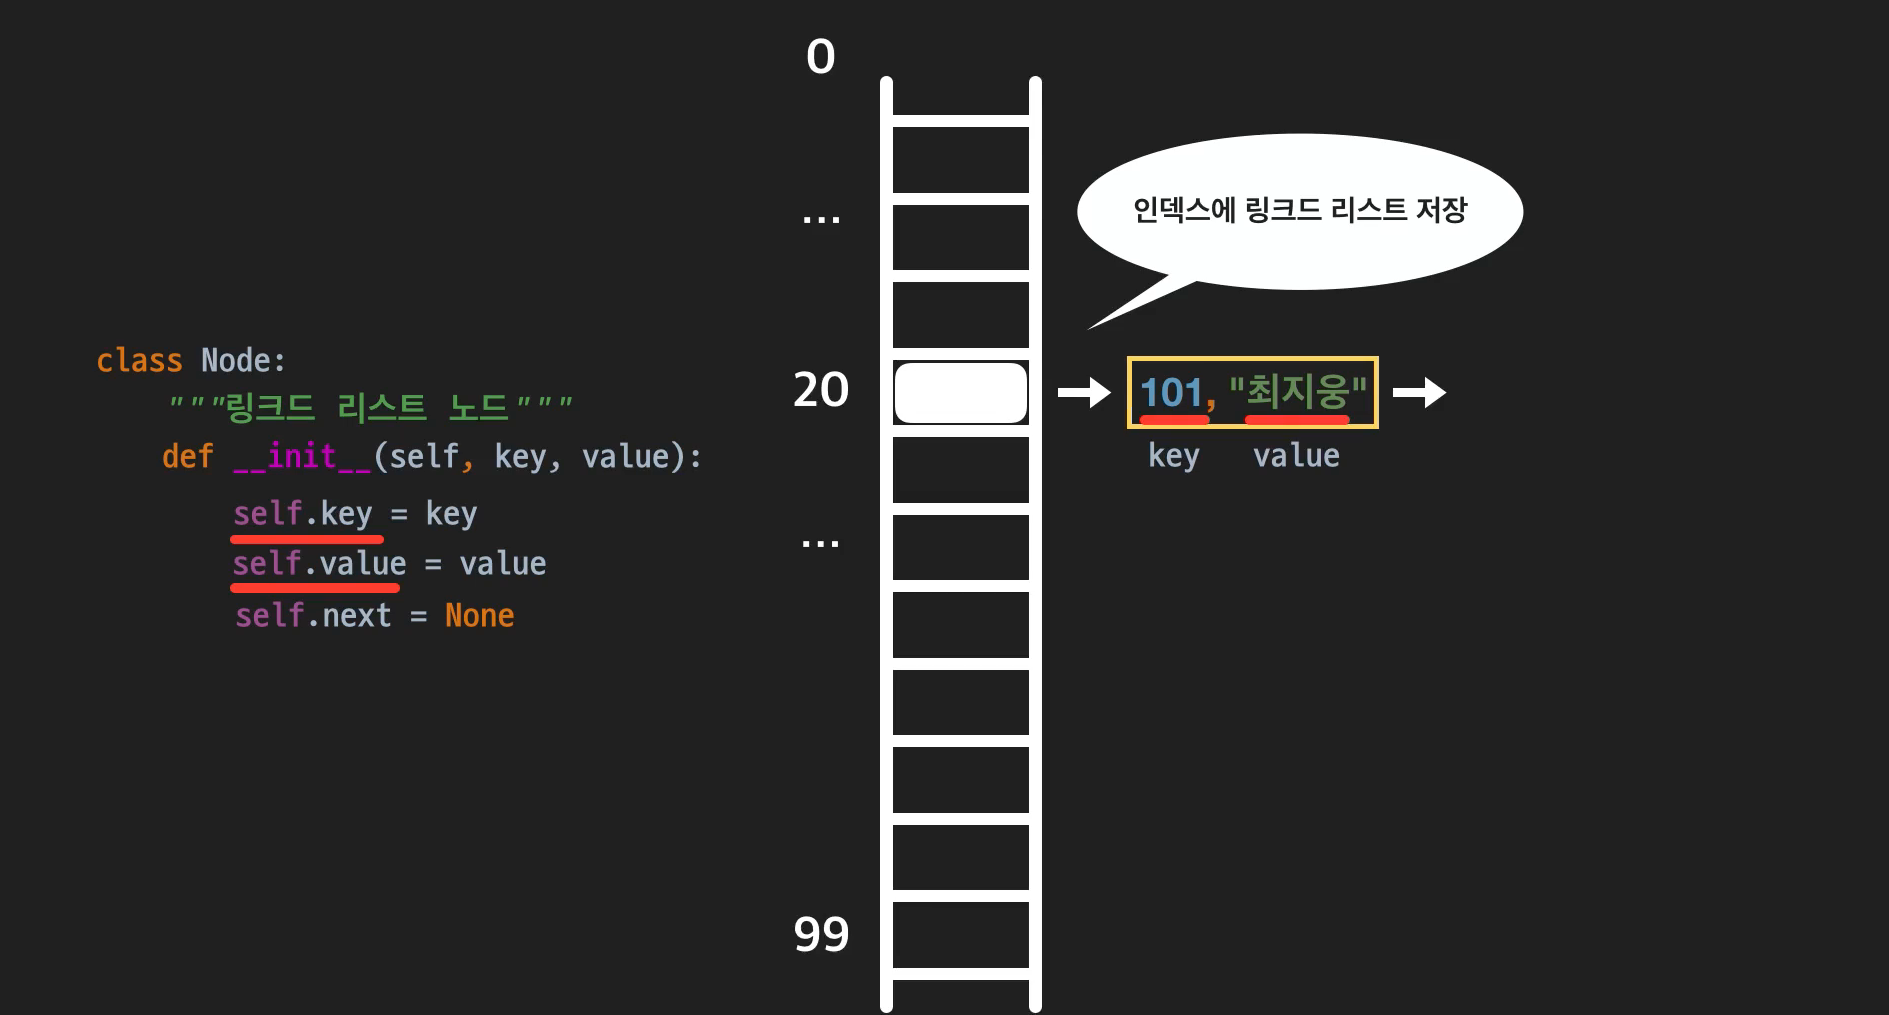 class Node:
"""링크드 리스트 노드"""
def __init__(self, key, value):
self.key = key
self.value = value
self.next = None
0
...
20
...
99
인덱스에 링크드 리스트 저장
101, "최지웅"
key value